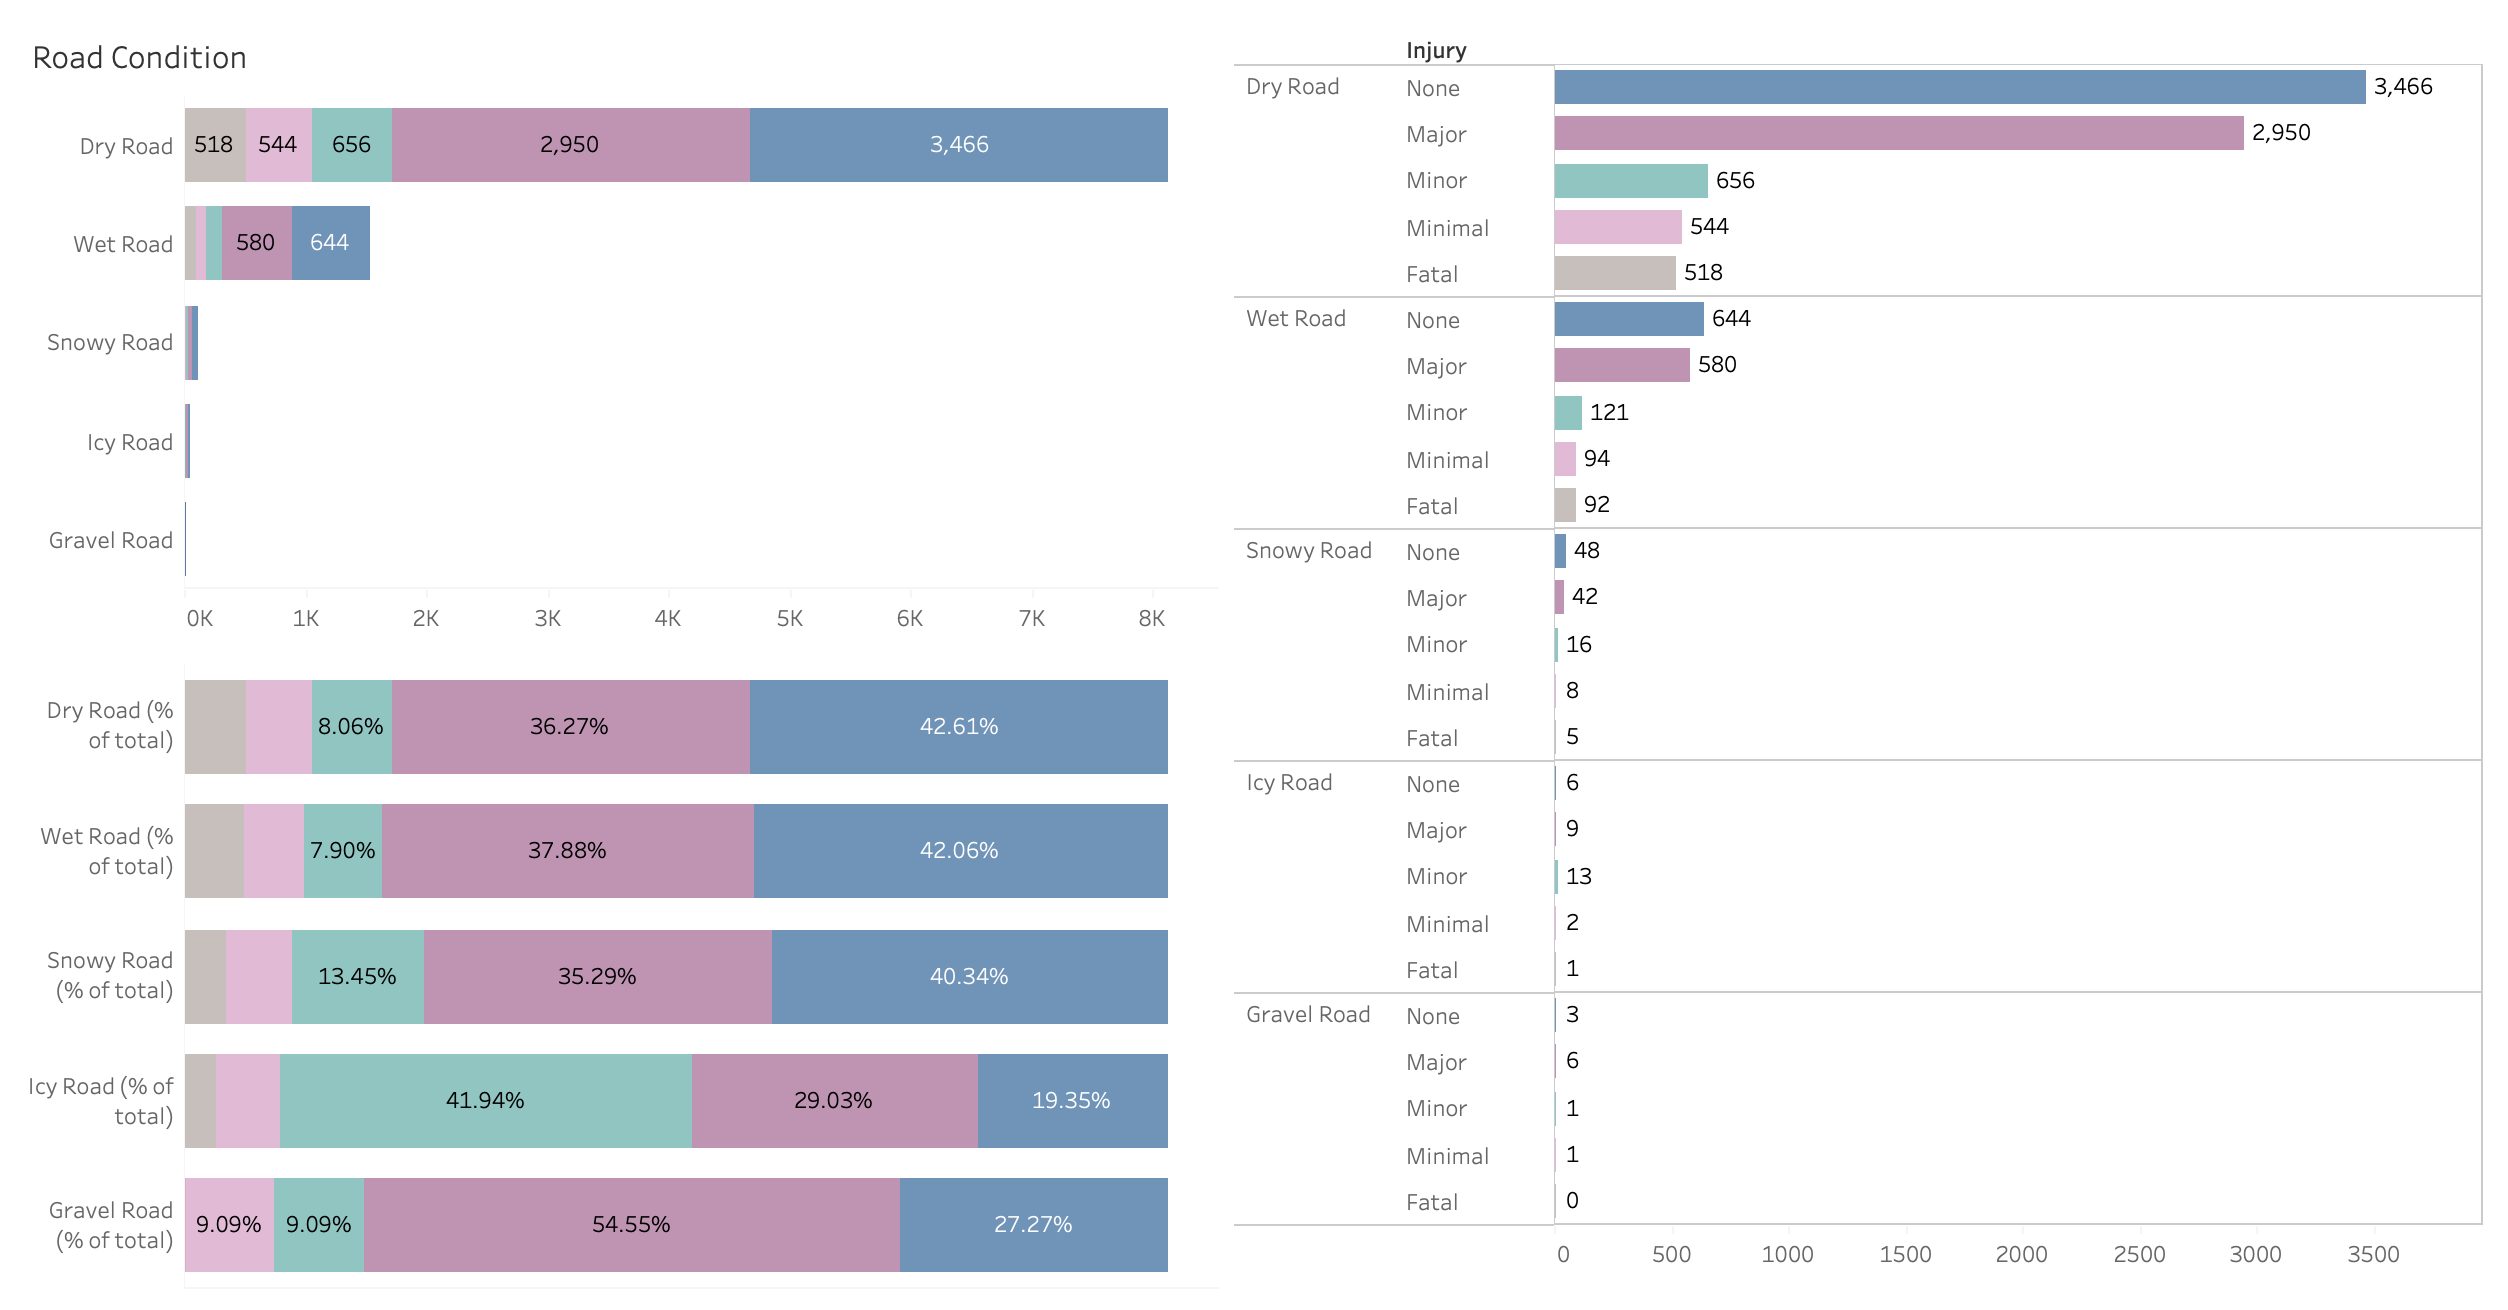 Road Condition
Dry Road
518 544 656 2,950 3,466
Wet Road
580 644
Snowy Road
Icy Road
Gravel Road
0K 1K 2K 3K 4K 5K 6K 7K 8K
Dry Road (%
of total)
8.06% 36.27% 42.61%
Wet Road (%
of total)
7.90% 37.88% 42.06%
Snowy Road
(% of total)
13.45% 35.29% 40.34%
Icy Road (% of
total)
41.94% 29.03% 19.35%
Gravel Road
(% of total)
9.09% 9.09% 54.55% 27.27%
Injury
Dry Road None 3,466
Major 2,950
Minor 656
Minimal 544
Fatal 518
Wet Road None 644
Major 580
Minor 121
Minimal 94
Fatal 92
Snowy Road None 48
Major 42
Minor 16
Minimal 8
Fatal 5
Icy Road None 6
Major 9
Minor 13
Minimal 2
Fatal 1
Gravel Road None 3
Major 6
Minor 1
Minimal 1
Fatal 0
0 500 1000 1500 2000 2500 3000 3500